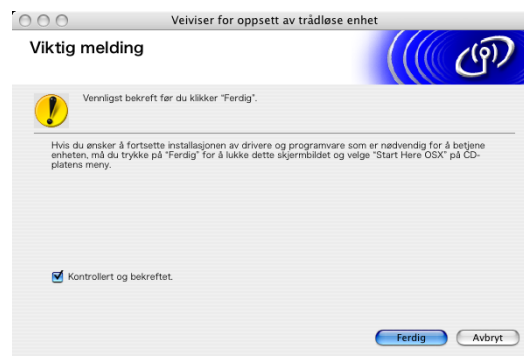 Veiviser for oppsett av trådløse enhet
Viktig melding
Vennligst bekreft før du klikker "Ferdig".
Hvis du ønsker å fortsette installasjonen av drivere og programvare som er nødvendig for å betjene
enheten, må du trykke på "Ferdig" for å lukke dette skjermbildet og velge "Start Here OSX" på CD-
platens meny.
Kontrollert og bekreftet.
Ferdig
Avbryt